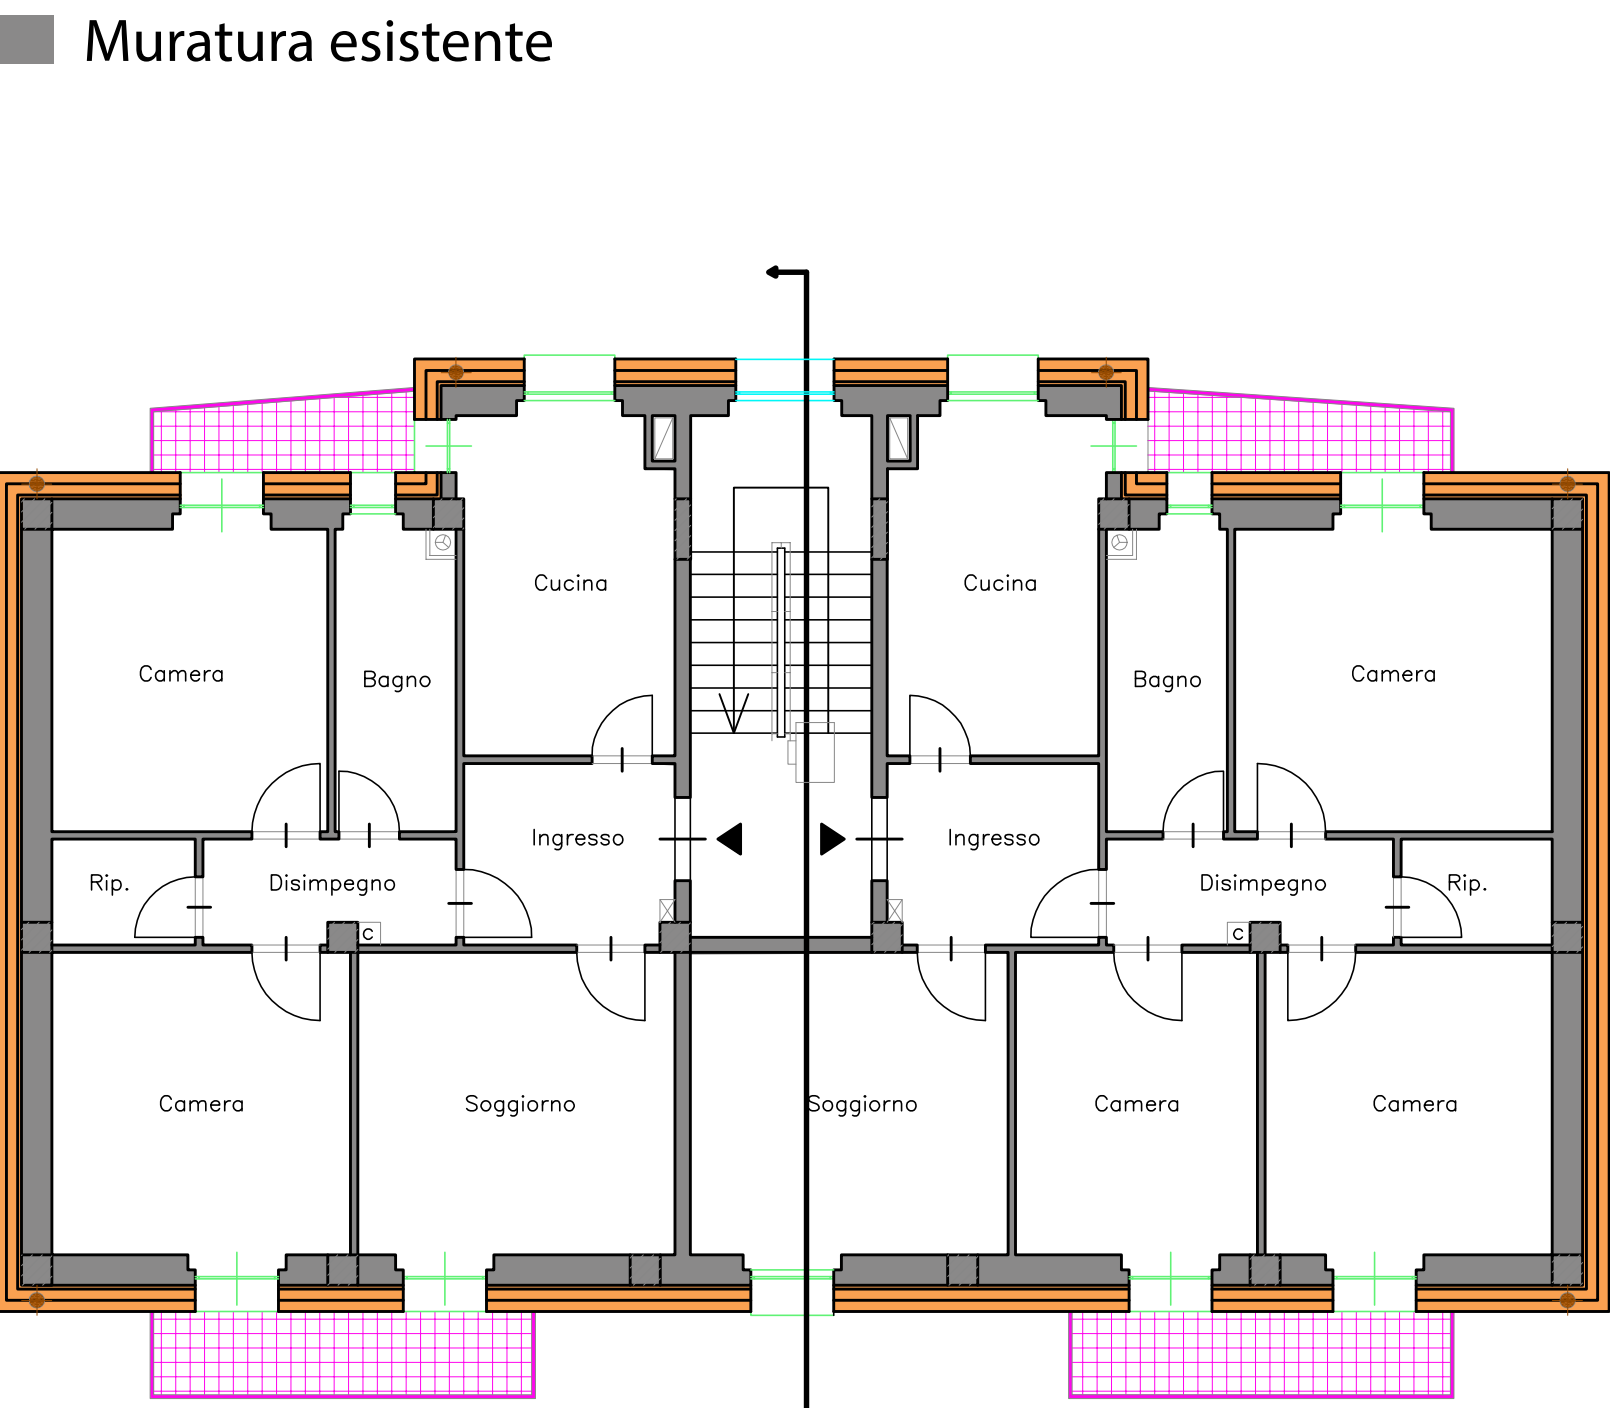 Muratura esistente
Cucina
Cucina
Camera
Bagno
Bagno
Camera
Ingresso
Ingresso
Rip.
Disimpegno
Disimpegno
Rip.
c
c
Camera
Soggiorno
Soggiorno
Camera
Camera